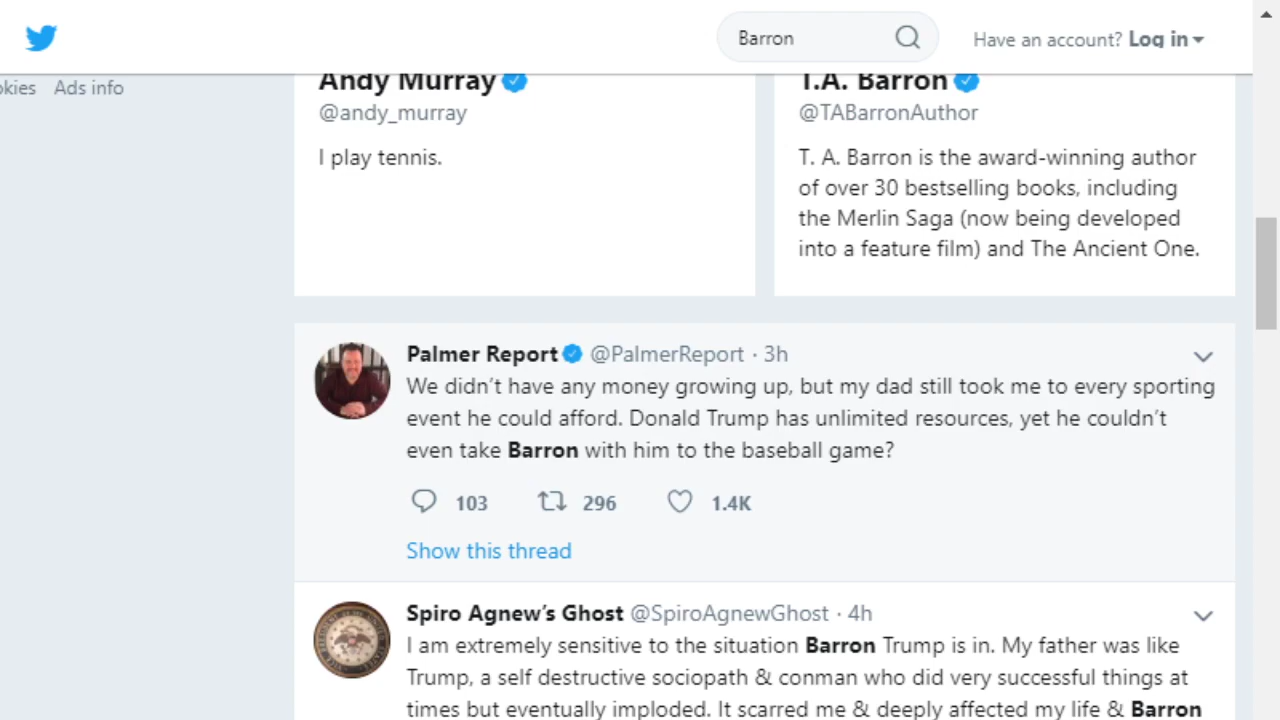 Barron
Have an account? Log in
okies Ads info
Andy Murray
@andy_murray
I play tennis.
T.A. Barron
@TABarronAuthor
T. A. Barron is the award-winning author
of over 30 bestselling books, including
the Merlin Saga (now being developed
into a feature film) and The Ancient One.
Palmer Report @PalmerReport · 3h
We didn’t have any money growing up, but my dad still took me to every sporting
event he could afford. Donald Trump has unlimited resources, yet he couldn’t
even take Barron with him to the baseball game?
103 296 1.4K
Show this thread
Spiro Agnew’s Ghost @SpiroAgnewGhost · 4h
I am extremely sensitive to the situation Barron Trump is in. My father was like
Trump, a self destructive sociopath & conman who did very successful things at
times but eventually imploded. It scarred me & deeply affected my life & Barron